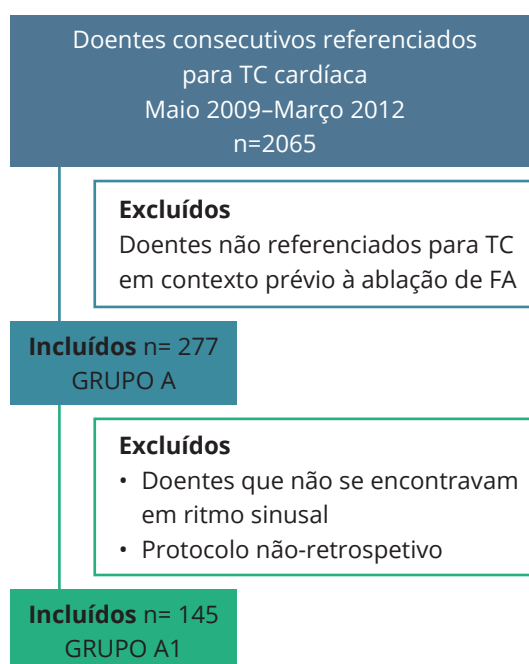 Doentes consecutivos referenciados
para TC cardíaca
Maio 2009–Março 2012
n=2065
Excluídos
Doentes não referenciados para TC
em contexto prévio à ablação de FA
Incluídos n= 277
GRUPO A
Excluídos
• Doentes que não se encontravam
em ritmo sinusal
• Protocolo não-retrospetivo
Incluídos n= 145
GRUPO A1